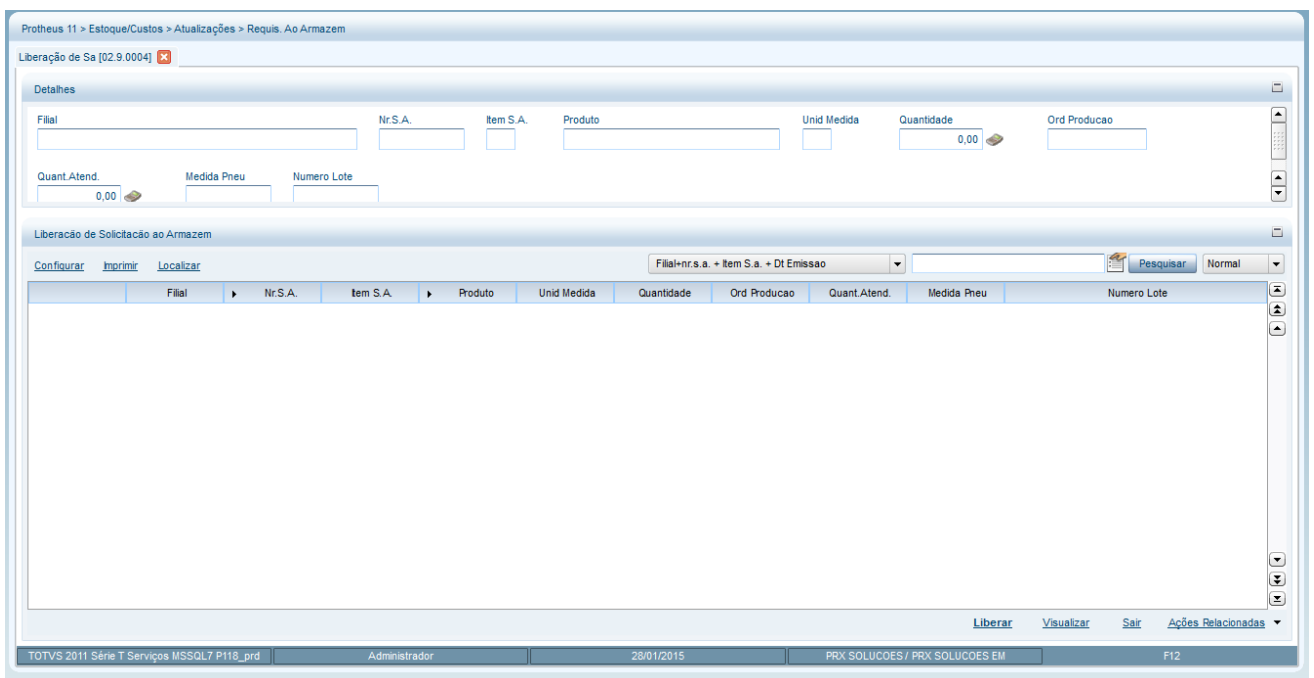 Protheus 11 > Estoque/Custos > Atualizações > Requis. Ao Armazem
Liberação de Sa [02.9.0004]
Detalhes
Filial Nr.S.A. Item S.A. Produto Unid Medida Quantidade Ord Producao
0,00
Quant.Atend. Medida Pneu Numero Lote
0,00
Liberacão de Solicitacão ao Armazem
Configurar Imprimir Localizar Filial+nr.s.a. + Item S.a. + Dt Emissao Pesquisar Normal
Filial Nr.S.A. Item S.A. Produto Unid Medida Quantidade Ord Producao Quant.Atend. Medida Pneu Numero Lote
Liberar Visualizar Sair Ações Relacionadas
TOTVS 2011 Série T Serviços MSSQL7 P118_prd Administrador 28/01/2015 PRX SOLUCOES / PRX SOLUCOES EM F12